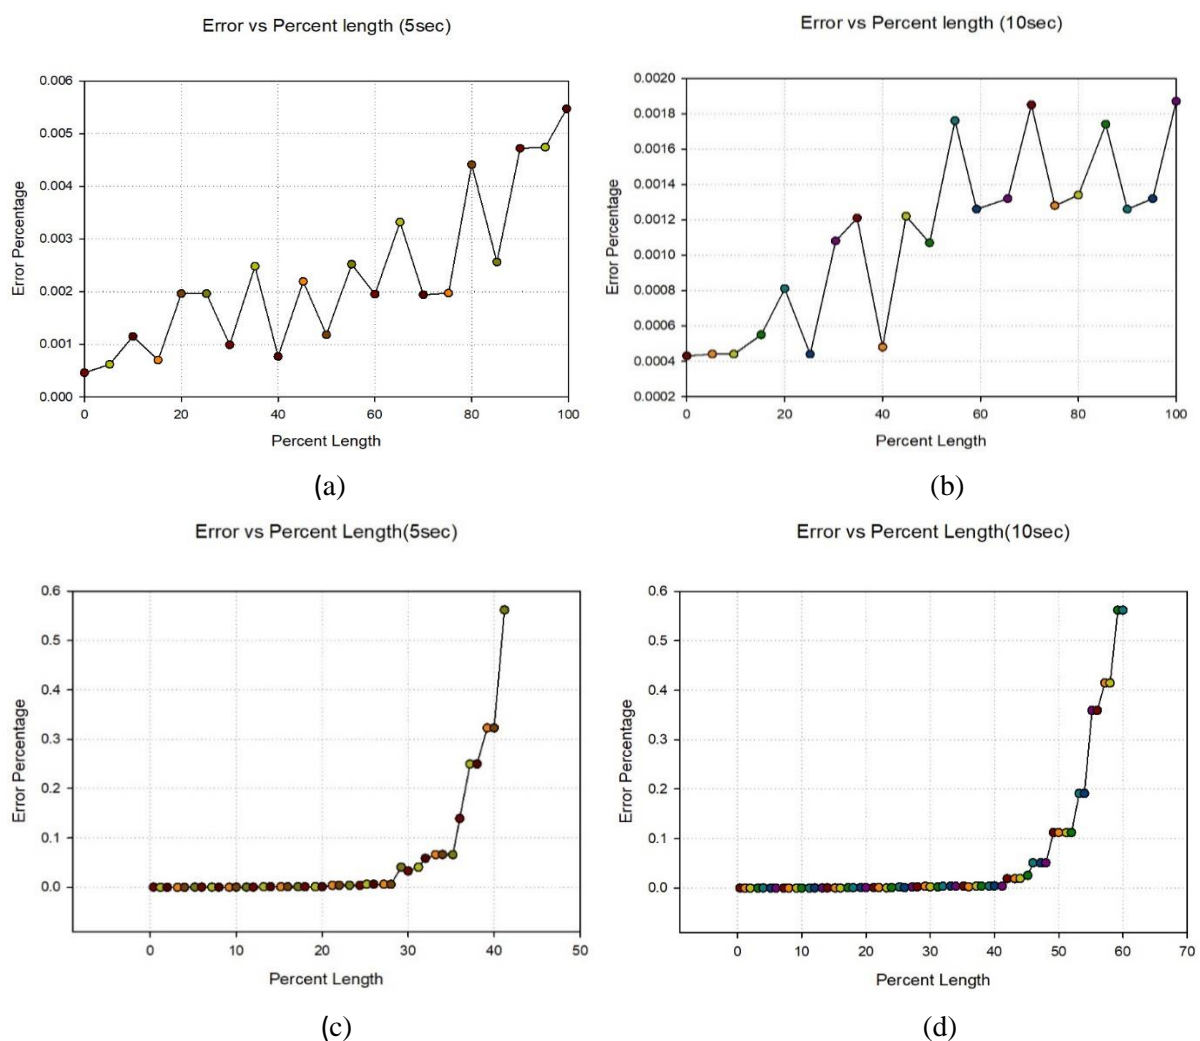 Error vs Percent length (5sec)
0.006
0.005
0.004
0.003
0.002
0.001
0.000
Error Percentage
0 20 40 60 80 100
Percent Length
(a)
Error vs Percent length (10sec)
0.0020
0.0018
0.0016
0.0014
0.0012
0.0010
0.0008
0.0006
0.0004
0.0002
Error Percentage
0 20 40 60 80 100
Percent Length
(b)
Error vs Percent Length(5sec)
0.6
0.5
0.4
0.3
0.2
0.1
0.0
Error Percentage
0 10 20 30 40 50
Percent Length
(c)
Error vs Percent Length(10sec)
0.6
0.5
0.4
0.3
0.2
0.1
0.0
Error Percentage
0 10 20 30 40 50 60 70
Percent Length
(d)